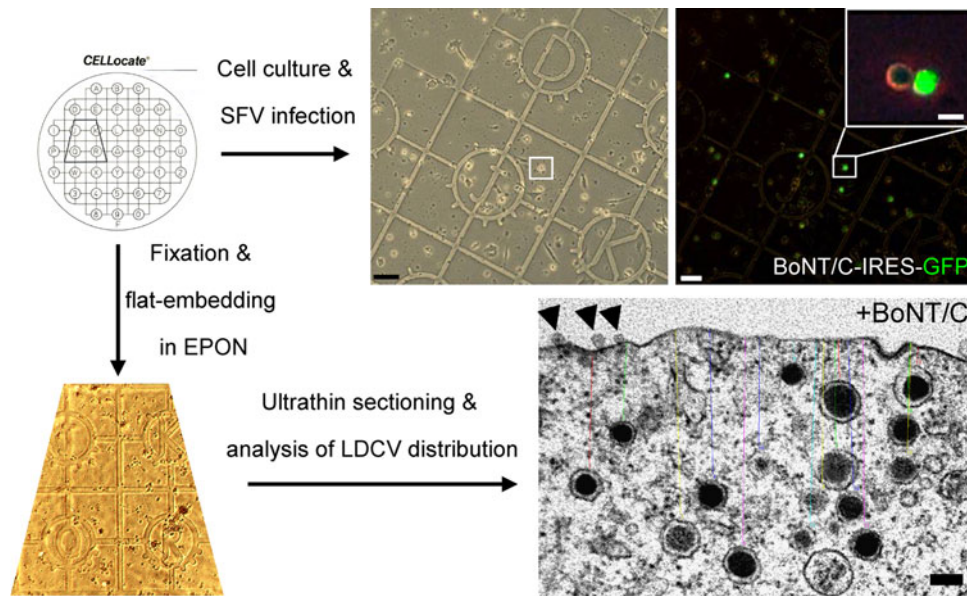 CELLocate®
A B C
D E F G H
Cell culture &
SFV infection
D
J
K
BoNT/C-IRES-GFP
Fixation &
flat-embedding
in EPON
+BoNT/C
Ultrathin sectioning &
analysis of LDCV distribution